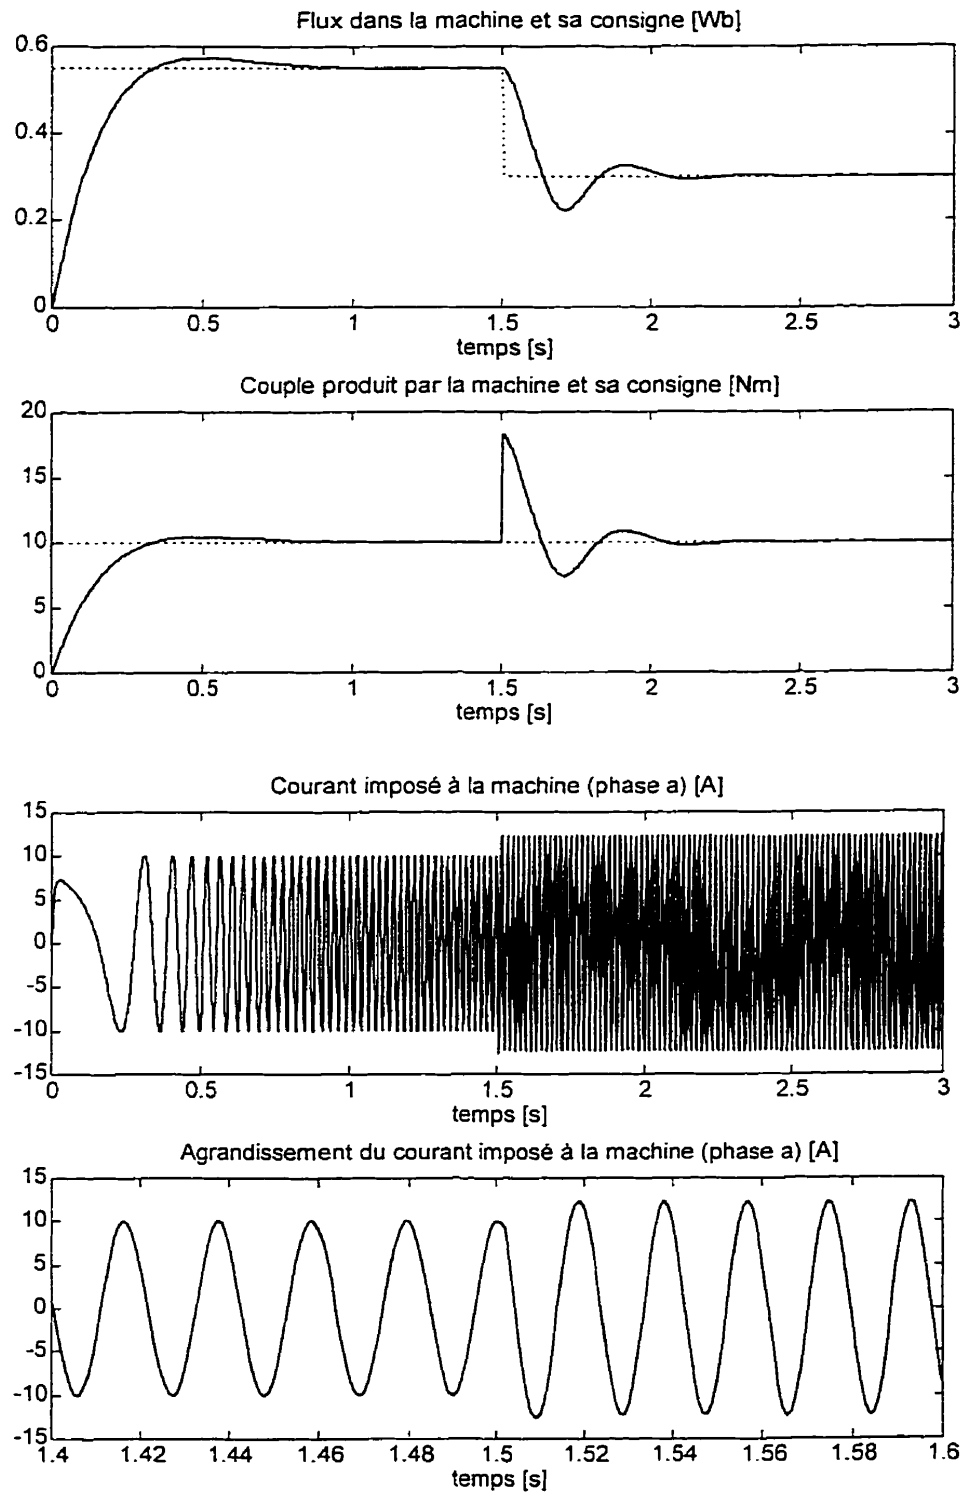 Flux dans la machine et sa consigne [Wb]
0.6
0.4
0.2
0
0 0.5 1 1.5 2 2.5 3
temps [s]
Couple produit par la machine et sa consigne [Nm]
20
15
10
5
0
0 0.5 1 1.5 2 2.5 3
temps [s]
Courant imposé à la machine (phase a) [A]
15
10
5
0
-5
-10
-15
0 0.5 1 1.5 2 2.5 3
temps [s]
Agrandissement du courant imposé à la machine (phase a) [A]
15
10
5
0
-5
-10
-15
1.4 1.42 1.44 1.46 1.48 1.5 1.52 1.54 1.56 1.58 1.6
temps [s]